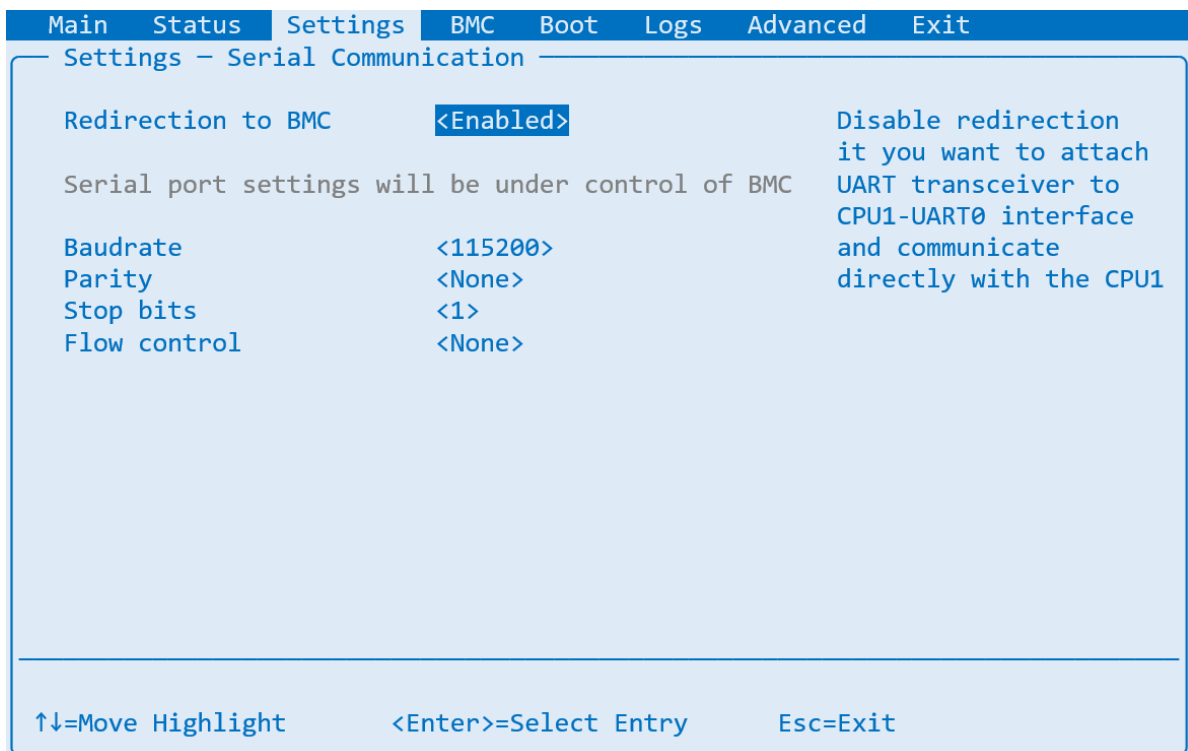 Main Status Settings BMC Boot Logs Advanced Exit
Settings — Serial Communication
Redirection to BMC <Enabled>
Serial port settings will be under control of BMC
Baudrate <115200>
Parity <None>
Stop bits <1>
Flow control <None>
Disable redirection
it you want to attach
UART transceiver to
CPU1-UART0 interface
and communicate
directly with the CPU1
↑↓=Move Highlight <Enter>=Select Entry Esc=Exit